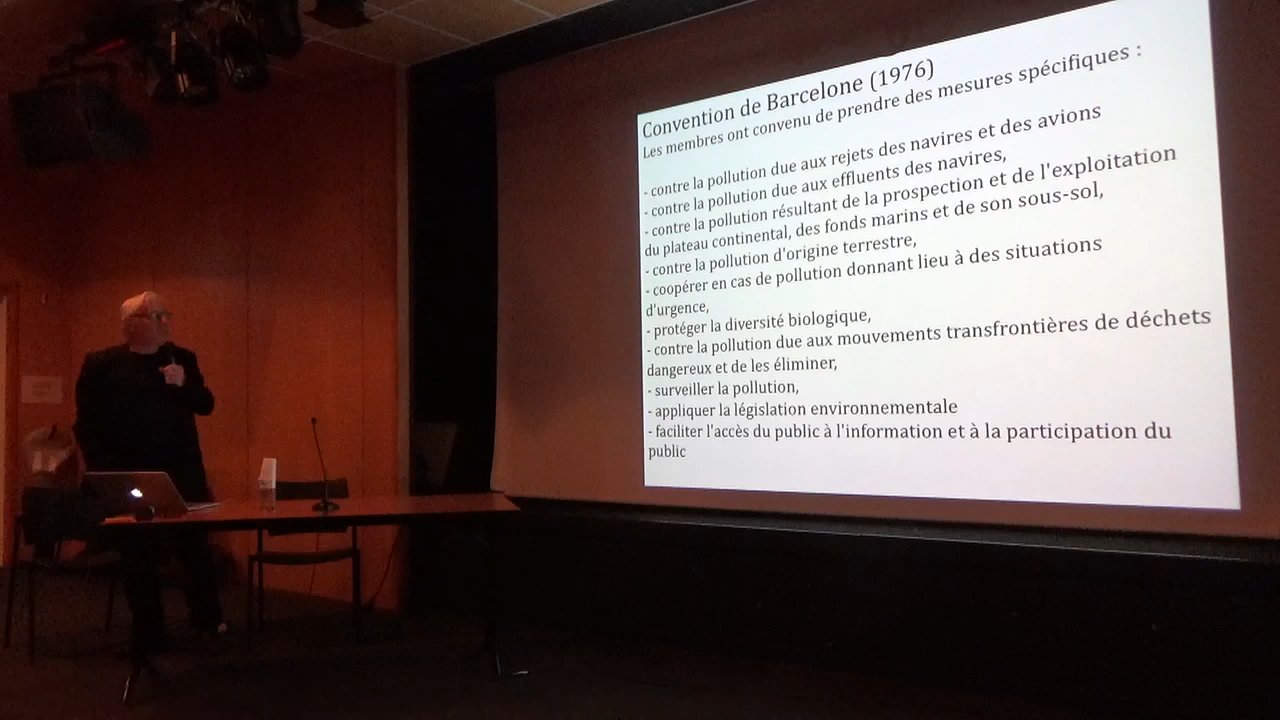 Convention de Barcelone (1976)
Les membres ont convenu de prendre des mesures spécifiques :
- contre la pollution due aux rejets des navires et des avions
- contre la pollution due aux effluents des navires,
- contre la pollution résultant de la prospection et de l'exploitation
du plateau continental, des fonds marins et de son sous-sol,
- contre la pollution d'origine terrestre,
- coopérer en cas de pollution donnant lieu à des situations
d'urgence,
- protéger la diversité biologique,
- contre la pollution due aux mouvements transfrontières de déchets
dangereux et de les éliminer,
- surveiller la pollution,
- appliquer la législation environnementale
- faciliter l'accès du public à l'information et à la participation du
public